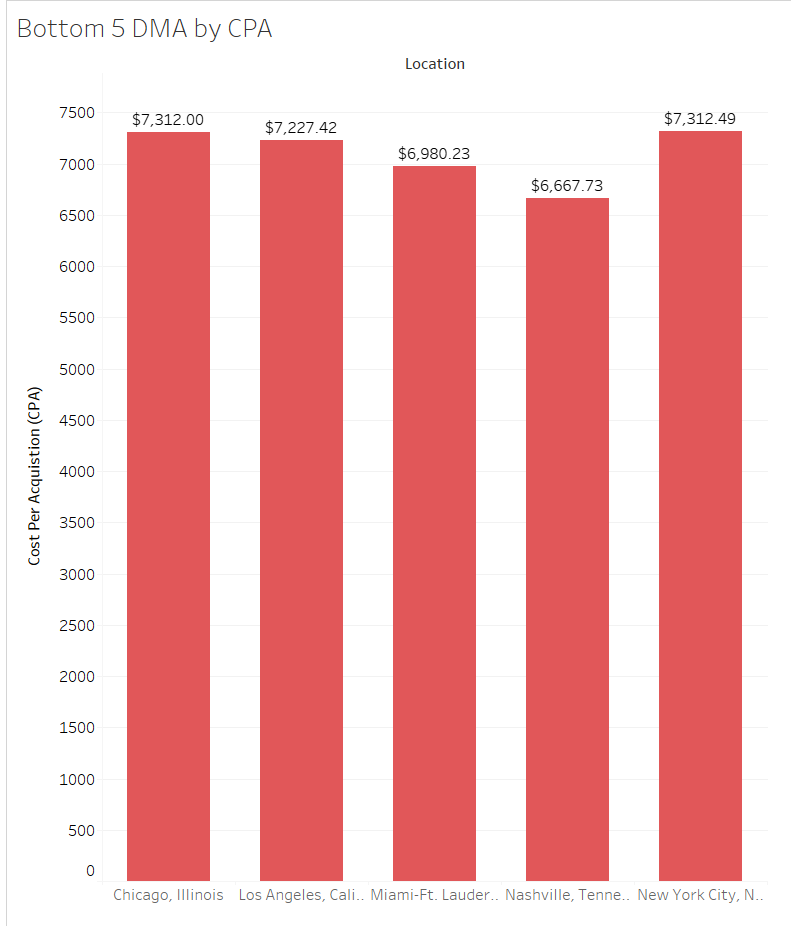 Bottom 5 DMA by CPA
Location
Cost Per Acquistion (CPA)
7500
7000
6500
6000
5500
5000
4500
4000
3500
3000
2500
2000
1500
1000
500
0
$7,312.00
$7,227.42
$6,980.23
$6,667.73
$7,312.49
Chicago, Illinois
Los Angeles, Cali..
Miami-Ft. Lauder..
Nashville, Tenne..
New York City, N..